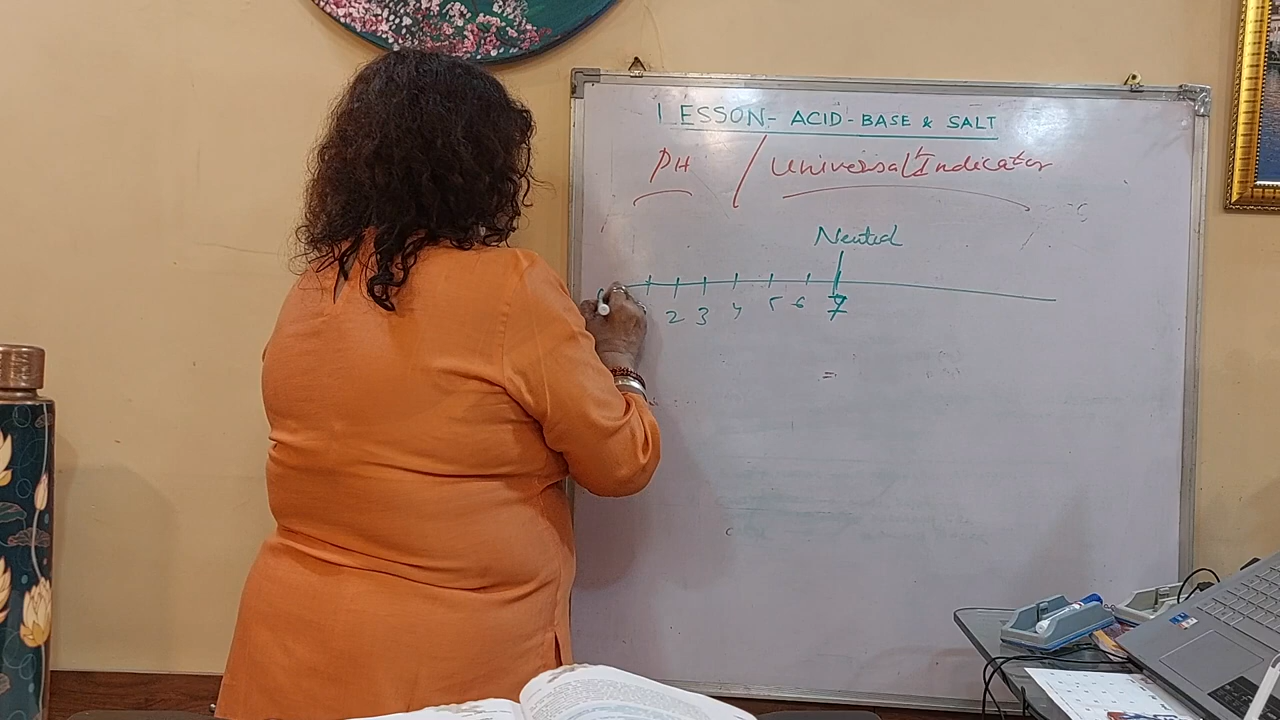 LESSON- ACID-BASE & SALT
PH / Universal Indicator
Neutral
2 3 4 5 6 7